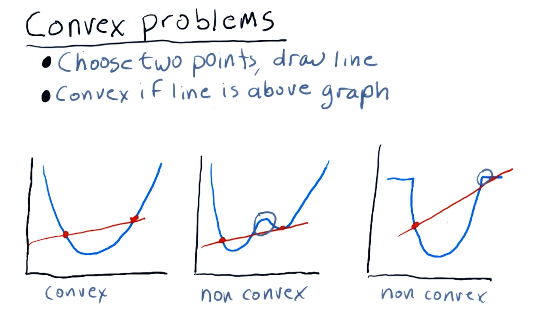 Convex problems
• Choose two points, draw line
• Convex if line is above graph
convex
non convex
non convex